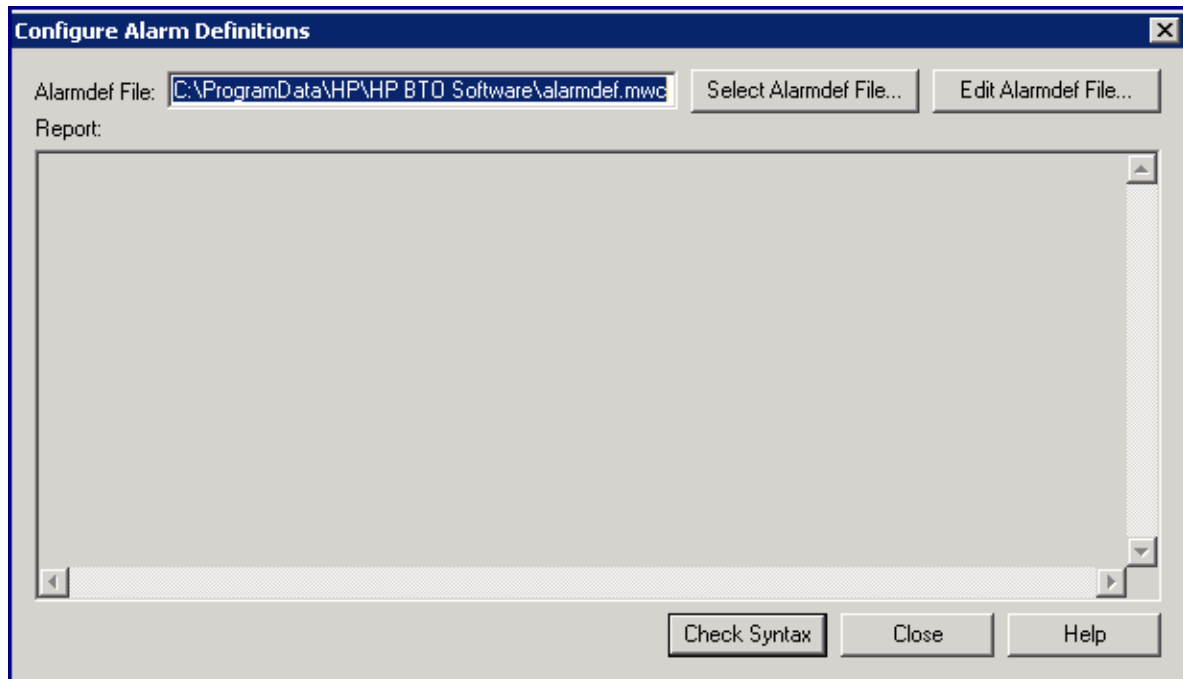 Configure Alarm Definitions
Alarmdef File: C:\ProgramData\HP\HP BTO Software\alarmdef.mwc Select Alarmdef File... Edit Alarmdef File...
Report:
Check Syntax Close Help